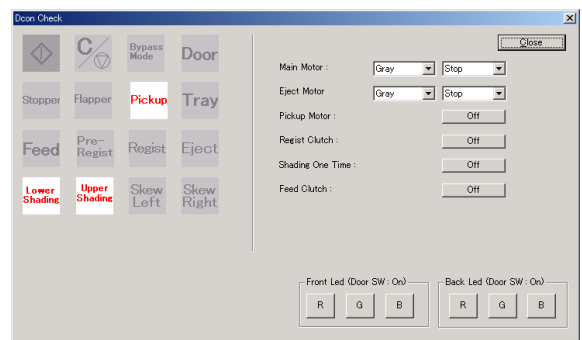 Dcon Check
C/
Bypass
Mode
Door
Stopper
Flapper
Pickup
Tray
Feed
Pre-
Regist
Regist
Eject
Lower
Shading
Upper
Shading
Skew
Left
Skew
Right
Close
Main Motor :
Gray
Stop
Eject Motor
Gray
Stop
Pickup Motor :
Off
Regist Clutch :
Off
Shading One Time :
Off
Feed Clutch :
Off
Front Led (Door SW : On)
R
G
B
Back Led (Door SW : On)
R
G
B